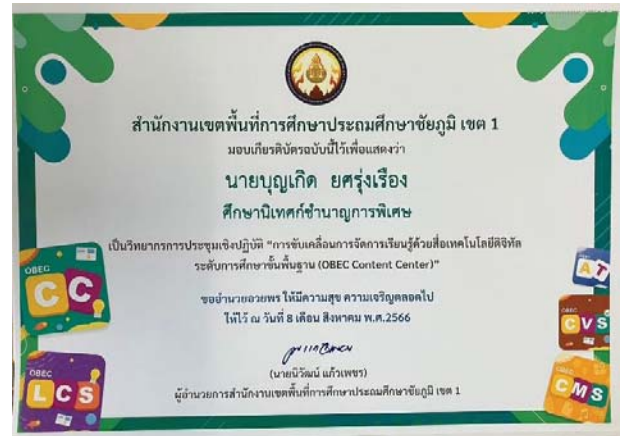 สำนักงานเขตพื้นที่การศึกษาประถมศึกษาชัยภูมิ เขต 1
มอบเกียรติบัตรฉบับนี้ไว้เพื่อแสดงว่า
นายบุญเกิด ยศรุ่งเรือง
ศึกษานิเทศก์ชำนาญการพิเศษ
เป็นวิทยากรการประชุมเชิงปฏิบัติ "การขับเคลื่อนการจัดการเรียนรู้ด้วยสื่อเทคโนโลยีดิจิทัล
ระดับการศึกษาขั้นพื้นฐาน (OBEC Content Center)"
ขออำนวยอวยพร ให้มีความสุข ความเจริญตลอดไป
ให้ไว้ ณ วันที่ 8 เดือน สิงหาคม พ.ศ.2566
(นายนิวัฒน์ แก้วเพชร)
ผู้อำนวยการสำนักงานเขตพื้นที่การศึกษาประถมศึกษาชัยภูมิ เขต 1
OBEC
CC
OBEC
LCS
AT
OBEC
CVS
CMS